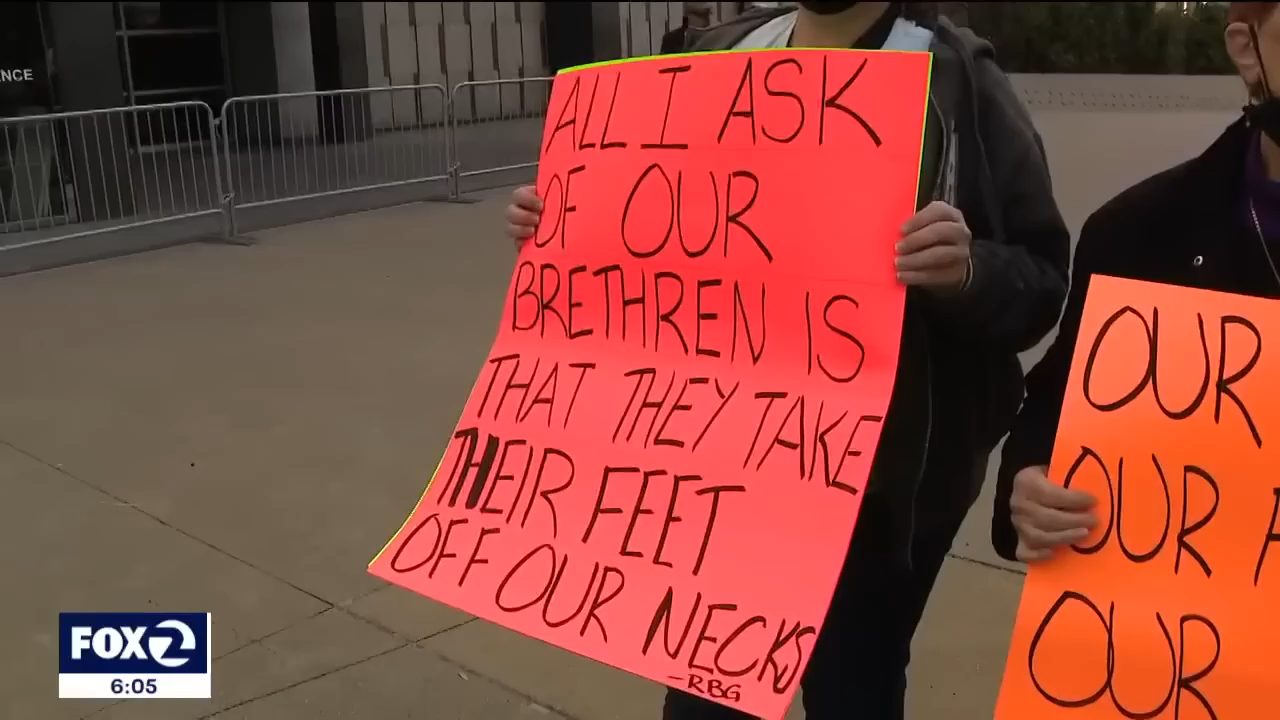 NCE
ALL I ASK
OF OUR
BRETHREN IS
THAT THEY TAKE
THEIR FEET
OFF OUR NECKS
-RBG
OUR
OUR
OUR
FOX 2
6:05